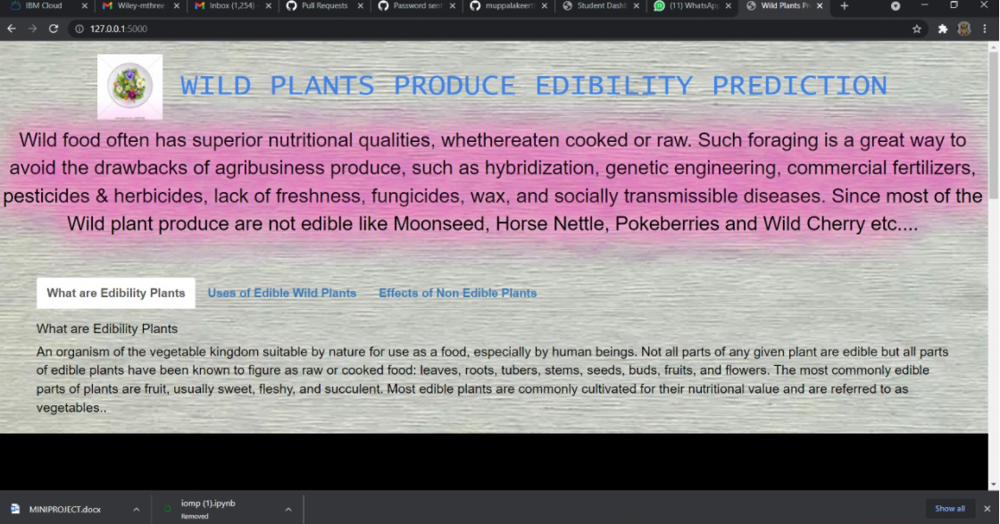 IBM Cloud
Wiley-mthree
Inbox (1,254)
Pull Requests
Password sent
muppalakeert
Student Dash
(11) WhatsApp
Wild Plants Pr
127.0.0.1:5000
WILD PLANTS PRODUCE EDIBILITY PREDICTION
Wild food often has superior nutritional qualities, whethereaten cooked or raw. Such foraging is a great way to
avoid the drawbacks of agribusiness produce, such as hybridization, genetic engineering, commercial fertilizers,
pesticides & herbicides, lack of freshness, fungicides, wax, and socially transmissible diseases. Since most of the
Wild plant produce are not edible like Moonseed, Horse Nettle, Pokeberries and Wild Cherry etc....
What are Edibility Plants
Uses of Edible Wild Plants
Effects of Non Edible Plants
What are Edibility Plants
An organism of the vegetable kingdom suitable by nature for use as a food, especially by human beings. Not all parts of any given plant are edible but all parts
of edible plants have been known to figure as raw or cooked food: leaves, roots, tubers, stems, seeds, buds, fruits, and flowers. The most commonly edible
parts of plants are fruit, usually sweet, fleshy, and succulent. Most edible plants are commonly cultivated for their nutritional value and are referred to as
vegetables..
MINIPROJECT.docx
iomp (1).ipynb
Removed
Show all